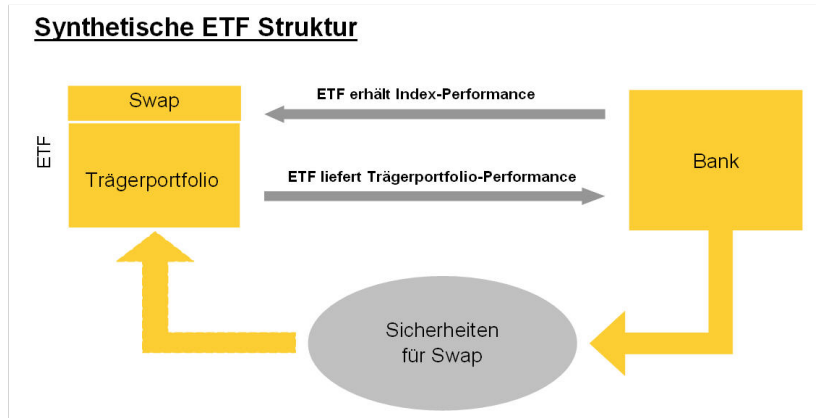 Synthetische ETF Struktur
Swap
ETF erhält Index-Performance
Bank
ETF
Trägerportfolio
ETF liefert Trägerportfolio-Performance
Sicherheiten
für Swap